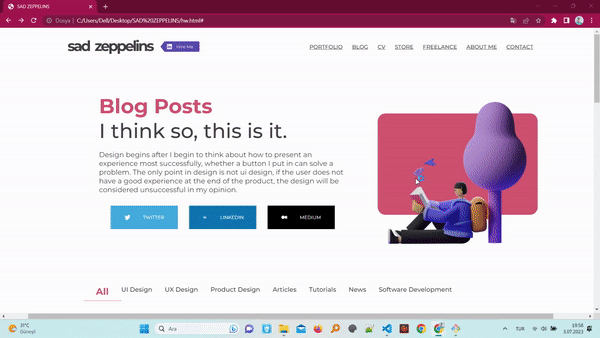 SAD ZEPPELINS
Dosya | C:/Users/Dell/Desktop/SAD%20ZEPPELINS/hw.html#
sad zeppelins
Hire Me
PORTFOLIO BLOG CV STORE FREELANCE ABOUT ME CONTACT
Blog Posts
I think so, this is it.
Design begins after I begin to think about how to present an
experience most successfully, whether a button I put in can solve a
problem. The only point in design is not ui design, if the user does not
have a good experience at the end of the product, the design will be
considered unsuccessful in my opinion.
TWITTER LINKEDIN MEDIUM
All UI Design UX Design Product Design Articles Tutorials News Software Development
31°C
Güneşli
Ara
TUR
19:56
3.07.2023